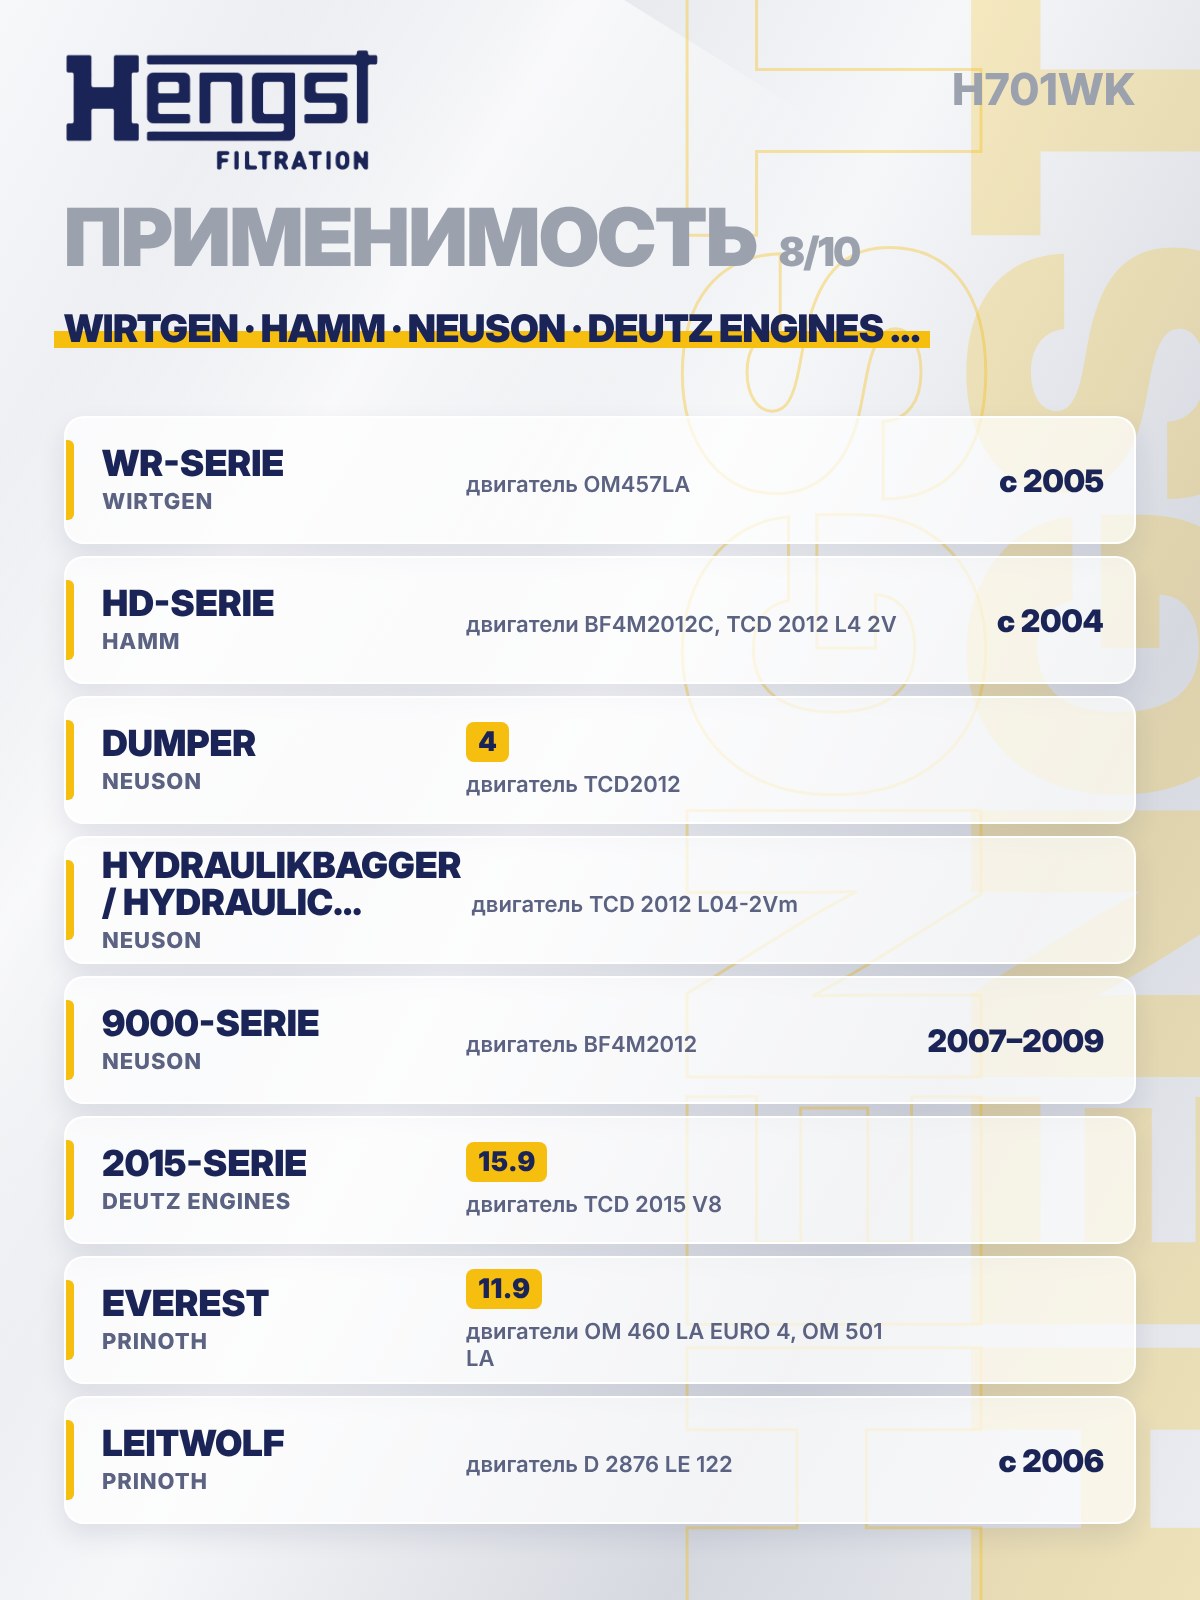 Hengst
FILTRATION
H701WK
ПРИМЕНИМОСТЬ 8/10
WIRTGEN · HAMM · NEUSON · DEUTZ ENGINES ...
WR-SERIE
WIRTGEN
двигатель OM457LA
с 2005
HD-SERIE
HAMM
двигатели BF4M2012C, TCD 2012 L4 2V
с 2004
DUMPER
NEUSON
4
двигатель TCD2012
HYDRAULIKBAGGER
/ HYDRAULIC...
NEUSON
двигатель TCD 2012 L04-2Vm
9000-SERIE
NEUSON
двигатель BF4M2012
2007–2009
2015-SERIE
DEUTZ ENGINES
15.9
двигатель TCD 2015 V8
EVEREST
PRINOTH
11.9
двигатели OM 460 LA EURO 4, OM 501
LA
LEITWOLF
PRINOTH
двигатель D 2876 LE 122
с 2006
HENGST
HENGST